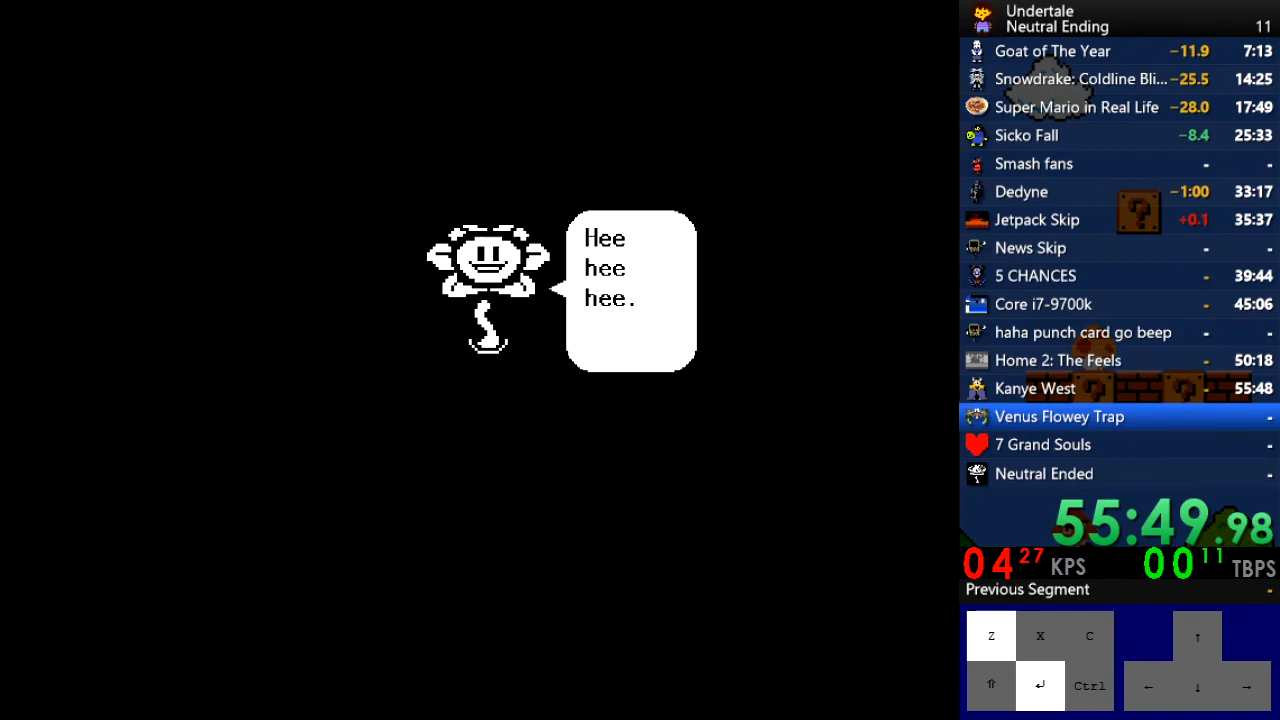 Hee
hee
hee.
Undertale
Neutral Ending 11
Goat of The Year −11.9 7:13
Snowdrake: Coldline Bli... −25.5 14:25
Super Mario in Real Life −28.0 17:49
Sicko Fall −8.4 25:33
Smash fans - -
Dedyne −1:00 33:17
Jetpack Skip +0.1 35:37
News Skip - -
5 CHANCES - 39:44
Core i7-9700k - 45:06
haha punch card go beep - -
Home 2: The Feels - 50:18
Kanye West - 55:48
Venus Flowey Trap -
7 Grand Souls -
Neutral Ended -
55:49.98
04 27 KPS 00 11 TBPS
Previous Segment -
Z X C ↑
⇧ ↵ Ctrl ← ↓ →